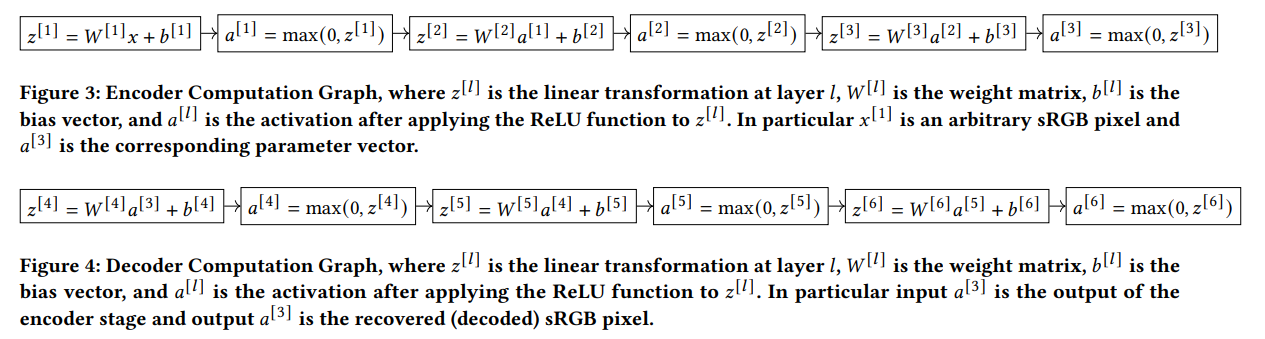 z[1] = W[1]x + b[1] → a[1] = max(0, z[1]) → z[2] = W[2]a[1] + b[2] → a[2] = max(0, z[2]) → z[3] = W[3]a[2] + b[3] → a[3] = max(0, z[3])
Figure 3: Encoder Computation Graph, where z[l] is the linear transformation at layer l, W[l] is the weight matrix, b[l] is the
bias vector, and a[l] is the activation after applying the ReLU function to z[l]. In particular x[1] is an arbitrary sRGB pixel and
a[3] is the corresponding parameter vector.
z[4] = W[4]a[3] + b[4] → a[4] = max(0, z[4]) → z[5] = W[5]a[4] + b[5] → a[5] = max(0, z[5]) → z[6] = W[6]a[5] + b[6] → a[6] = max(0, z[6])
Figure 4: Decoder Computation Graph, where z[l] is the linear transformation at layer l, W[l] is the weight matrix, b[l] is the
bias vector, and a[l] is the activation after applying the ReLU function to z[l]. In particular input a[3] is the output of the
encoder stage and output a[3] is the recovered (decoded) sRGB pixel.